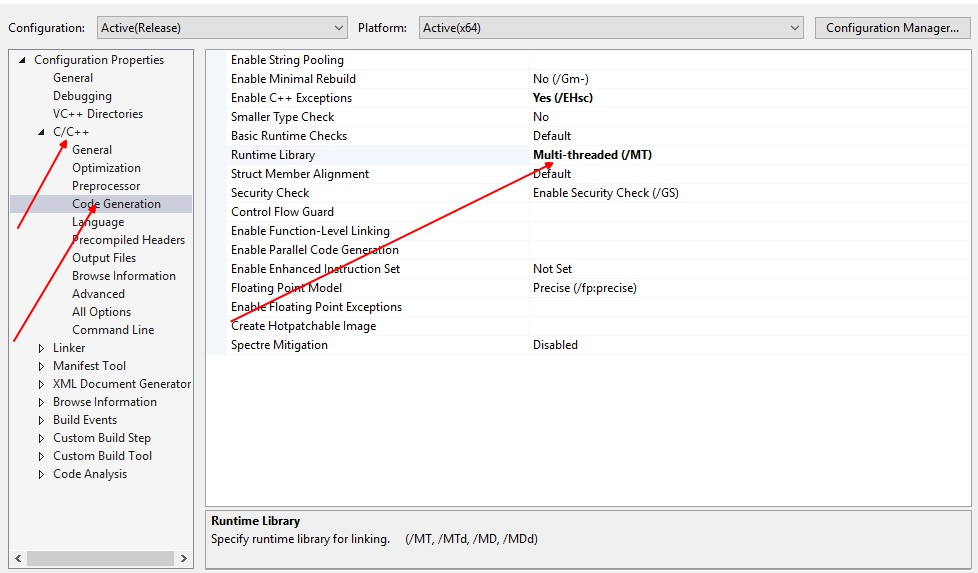 Configuration: Active(Release) Platform: Active(x64) Configuration Manager...
Configuration Properties
General
Debugging
VC++ Directories
C/C++
General
Optimization
Preprocessor
Code Generation
Language
Precompiled Headers
Output Files
Browse Information
Advanced
All Options
Command Line
Linker
Manifest Tool
XML Document Generator
Browse Information
Build Events
Custom Build Step
Custom Build Tool
Code Analysis
Enable String Pooling
Enable Minimal Rebuild No (/Gm-)
Enable C++ Exceptions Yes (/EHsc)
Smaller Type Check No
Basic Runtime Checks Default
Runtime Library Multi-threaded (/MT)
Struct Member Alignment Default
Security Check Enable Security Check (/GS)
Control Flow Guard
Enable Function-Level Linking
Enable Parallel Code Generation
Enable Enhanced Instruction Set Not Set
Floating Point Model Precise (/fp:precise)
Enable Floating Point Exceptions
Create Hotpatchable Image
Spectre Mitigation Disabled
Runtime Library
Specify runtime library for linking. (/MT, /MTd, /MD, /MDd)